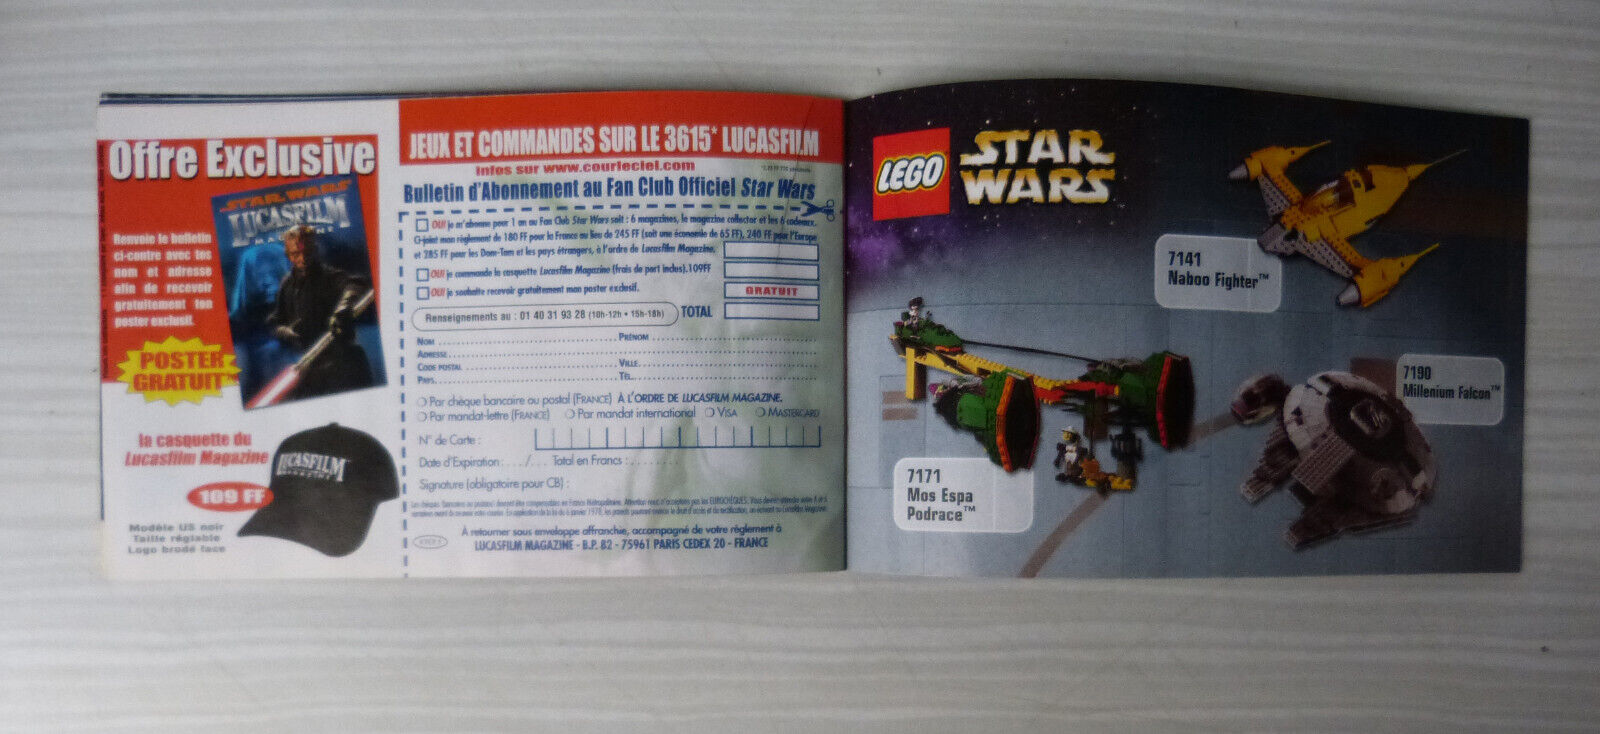 Offre Exclusive
STAR WARS
LUCASFILM
Renvoie le bulletin
ci-contre avec tes
nom et adresse
afin de recevoir
gratuitement ton
poster exclusif.
POSTER
GRATUIT
la casquette du
Lucasfilm Magazine
109 FF
LUCASFILM
Modèle US noir
Taille réglable
Logo brodé face
JEUX ET COMMANDES SUR LE 3615* LUCASFILM
Infos sur www.courleciel.com
Bulletin d'Abonnement au Fan Club Officiel Star Wars
OUI je m'abonne pour 1 an au Fan Club Star Wars soit : 6 magazines, le magazine collector et les 6 cadeaux.
Ci-joint mon règlement de 180 FF pour la France au lieu de 245 FF (soit une économie de 65 FF), 240 FF pour l'Europe
et 285 FF pour les Dom-Tom et les pays étrangers, à l'ordre de Lucasfilm Magazine.
OUI je commande la casquette Lucasfilm Magazine (frais de port inclus).109FF
OUI je souhaite recevoir gratuitement mon poster exclusif.
GRATUIT
Renseignements au : 01 40 31 93 28 (10h-12h • 15h-18h)
TOTAL
NOM PRÉNOM
ADRESSE
CODE POSTAL VILLE
PAYS TEL
Par chèque bancaire ou postal (FRANCE) À L'ORDRE DE LUCASFILM MAGAZINE.
Par mandat-lettre (FRANCE) Par mandat international VISA MASTERCARD
N° de Carte :
Date d'Expiration : .../... Total en Francs :
Signature (obligatoire pour CB) :
À retourner sous enveloppe affranchie, accompagné de votre règlement à
LUCASFILM MAGAZINE - B.P. 82 - 75961 PARIS CEDEX 20 - FRANCE
LEGO
STAR
WARS
7141
Naboo Fighter™
7190
Millenium Falcon™
7171
Mos Espa
Podrace™